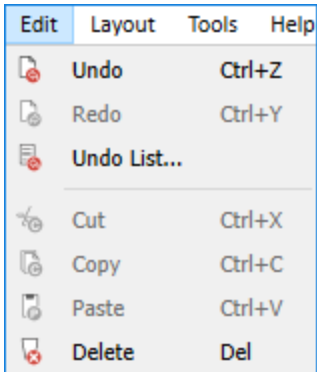 Edit Layout Tools Help
Undo Ctrl+Z
Redo Ctrl+Y
Undo List...
Cut Ctrl+X
Copy Ctrl+C
Paste Ctrl+V
Delete Del